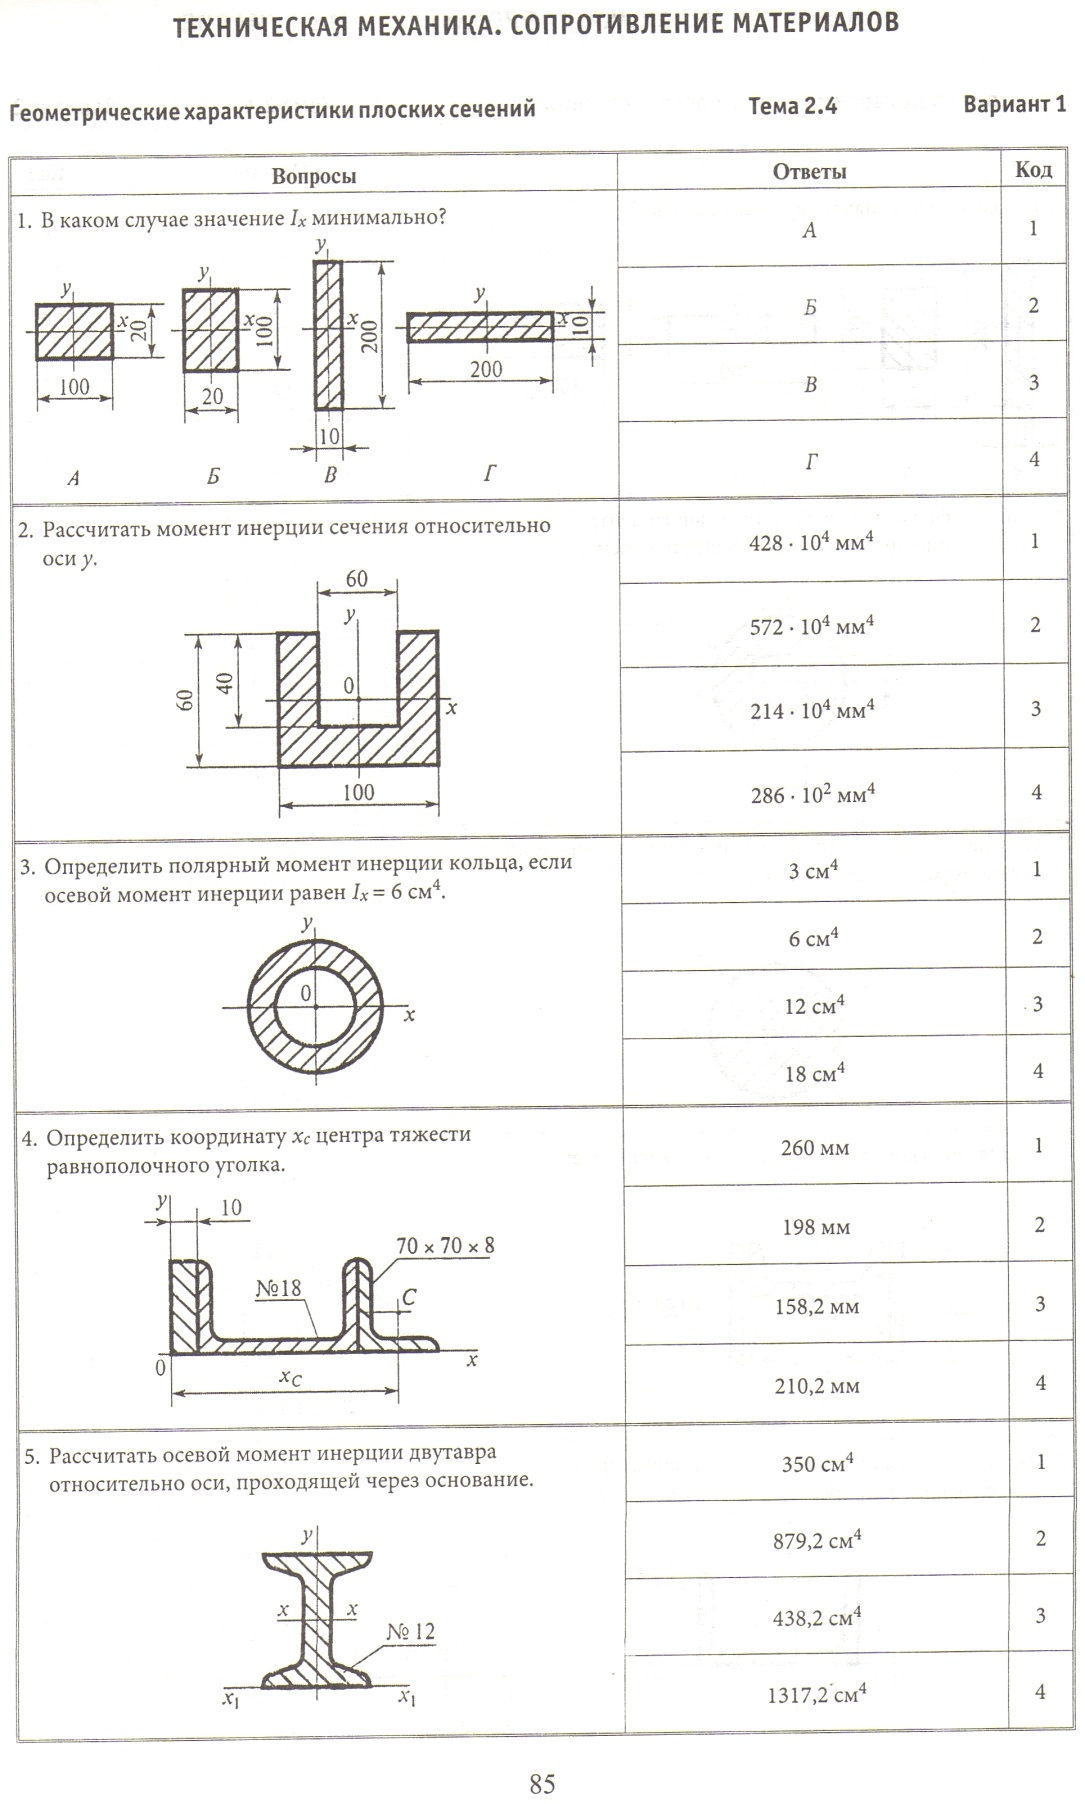 ТЕХНИЧЕСКАЯ МЕХАНИКА. СОПРОТИВЛЕНИЕ МАТЕРИАЛОВ
Геометрические характеристики плоских сечений Тема 2.4 Вариант 1
Вопросы Ответы Код
1. В каком случае значение Iₓ минимально?
y x 20 100 А
y x 100 20 Б
y x 200 10 В
y x 10 200 Г
А 1
Б 2
В 3
Г 4
2. Рассчитать момент инерции сечения относительно
оси y.
60
y
60 40 0 x
100
428 · 10⁴ мм⁴ 1
572 · 10⁴ мм⁴ 2
214 · 10⁴ мм⁴ 3
286 · 10² мм⁴ 4
3. Определить полярный момент инерции кольца, если
осевой момент инерции равен Iₓ = 6 см⁴.
y
0
x
3 см⁴ 1
6 см⁴ 2
12 см⁴ 3
18 см⁴ 4
4. Определить координату x_c центра тяжести
равнополочного уголка.
y 10
70 × 70 × 8
№18 C
0 x
x_C
260 мм 1
198 мм 2
158,2 мм 3
210,2 мм 4
5. Рассчитать осевой момент инерции двутавра
относительно оси, проходящей через основание.
y
x x
№ 12
x₁ x₁
350 см⁴ 1
879,2 см⁴ 2
438,2 см⁴ 3
1317,2 см⁴ 4
85